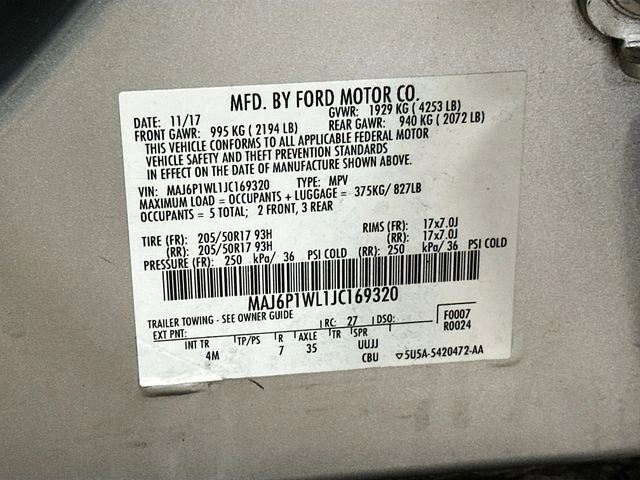 MFD. BY FORD MOTOR CO.
DATE: 11/17 GVWR: 1929 KG ( 4253 LB)
FRONT GAWR: 995 KG ( 2194 LB) REAR GAWR: 940 KG ( 2072 LB)
THIS VEHICLE CONFORMS TO ALL APPLICABLE FEDERAL MOTOR
VEHICLE SAFETY AND THEFT PREVENTION STANDARDS
IN EFFECT ON THE DATE OF MANUFACTURE SHOWN ABOVE.
VIN: MAJ6P1WL1JC169320 TYPE: MPV
MAXIMUM LOAD = OCCUPANTS + LUGGAGE = 375KG/ 827LB
OCCUPANTS = 5 TOTAL; 2 FRONT, 3 REAR
TIRE (FR): 205/50R17 93H RIMS (FR): 17x7.0J
(RR): 205/50R17 93H (RR): 17x7.0J
PRESSURE (FR): 250 kPa/ 36 PSI COLD (RR): 250 kPa/ 36 PSI COLD
MAJ6P1WL1JC169320
TRAILER TOWING - SEE OWNER GUIDE
EXT PNT: RC: 27 DSO: F0007
INT TR TP/PS R AXLE TR SPR R0024
4M 7 35 UUJJ
CBU 5U5A-5420472-AA